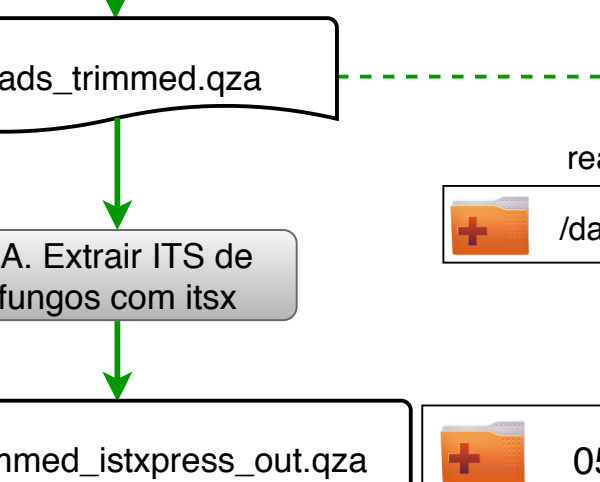 ads_trimmed.qza
rea
/da
A. Extrair ITS de
fungos com itsx
mmed_istxpress_out.qza
05